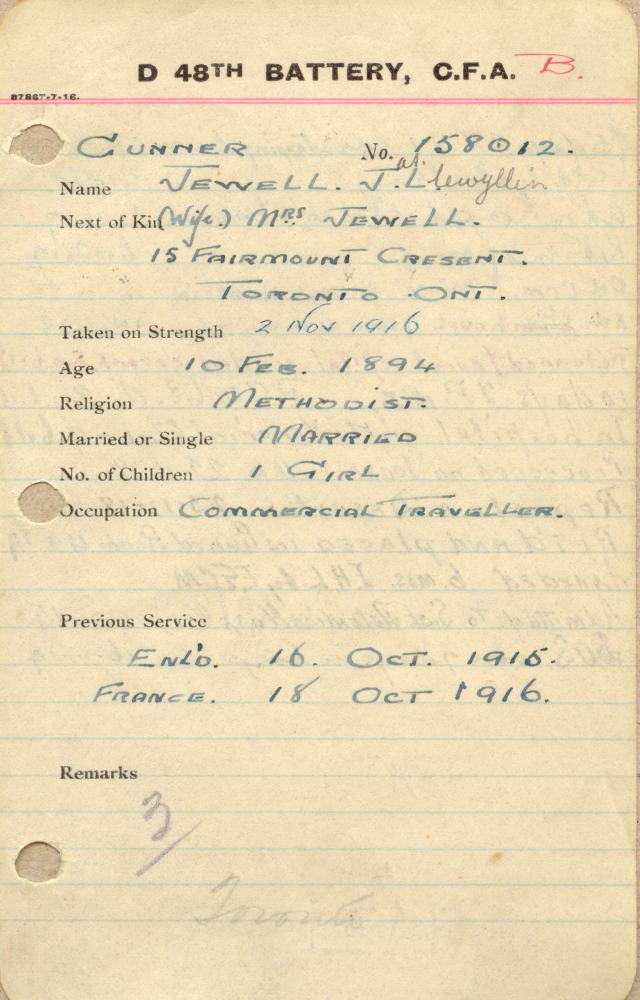 D 48TH BATTERY, C.F.A. B.
87867-7-16.
GUNNER No. 158012.
Name JEWELL. J. Llewyllin
Next of Kin (Wife.) MRS JEWELL.
15 FAIRMOUNT CRESENT.
TORONTO ONT.
Taken on Strength 2 Nov 1916
Age 10 FEB. 1894
Religion METHODIST.
Married or Single MARRIED
No. of Children 1 GIRL
Occupation COMMERCIAL TRAVELLER.
Previous Service
ENL'D. 16. OCT. 1915.
FRANCE. 18 OCT 1916.
Remarks
3/
Toronto